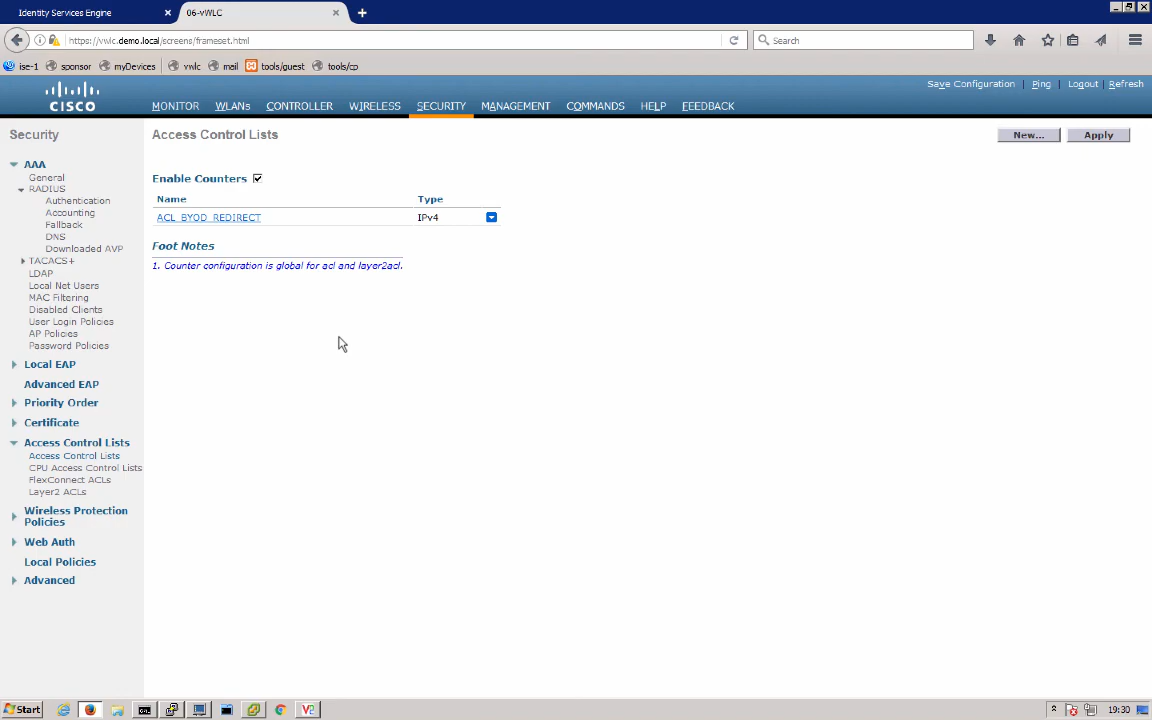 Identity Services Engine
06-vWLC
https://vwlc.demo.local/screens/frameset.html
Search
ise-1
sponsor
myDevices
vwlc
mail
tools/guest
tools/cp
CISCO
MONITOR
WLANs
CONTROLLER
WIRELESS
SECURITY
MANAGEMENT
COMMANDS
HELP
FEEDBACK
Save Configuration
Ping
Logout
Refresh
Security
AAA
General
RADIUS
Authentication
Accounting
Fallback
DNS
Downloaded AVP
TACACS+
LDAP
Local Net Users
MAC Filtering
Disabled Clients
User Login Policies
AP Policies
Password Policies
Local EAP
Advanced EAP
Priority Order
Certificate
Access Control Lists
Access Control Lists
CPU Access Control Lists
FlexConnect ACLs
Layer2 ACLs
Wireless Protection
Policies
Web Auth
Local Policies
Advanced
Access Control Lists
New...
Apply
Enable Counters
Name
Type
ACL_BYOD_REDIRECT
IPv4
Foot Notes
1. Counter configuration is global for acl and layer2acl.
Start
V2
19:30